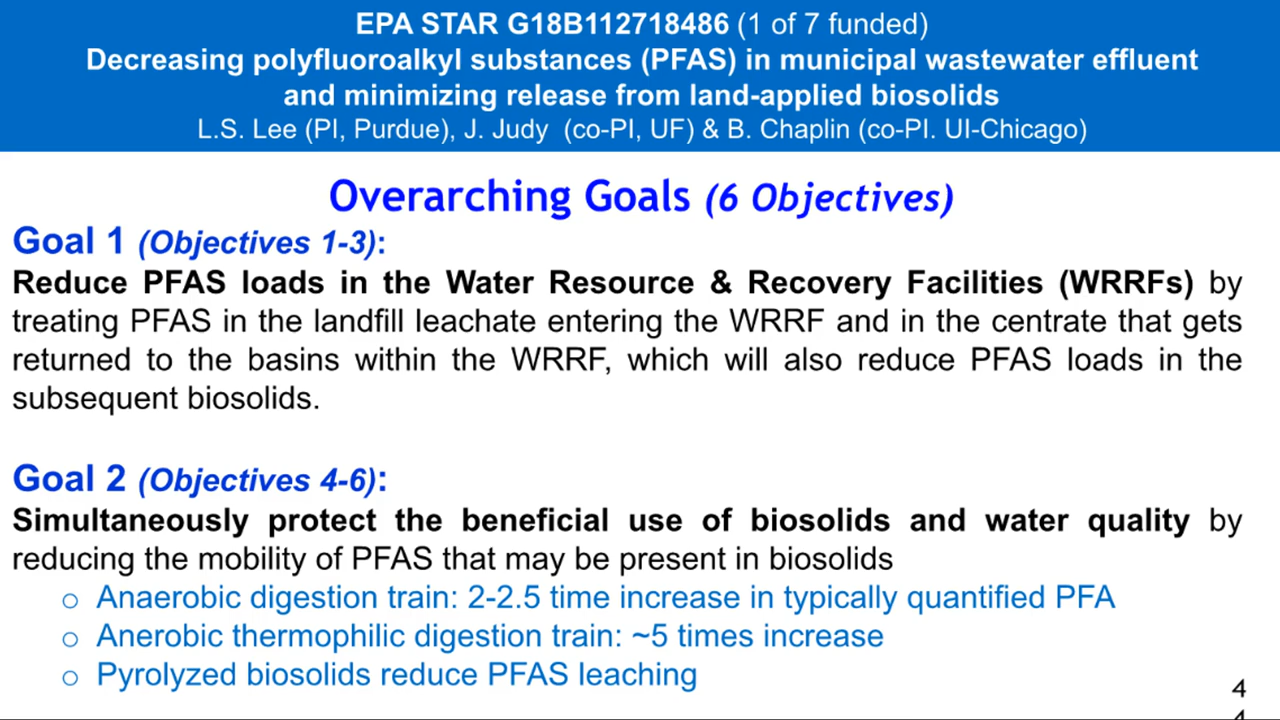 EPA STAR G18B112718486 (1 of 7 funded)
Decreasing polyfluoroalkyl substances (PFAS) in municipal wastewater effluent
and minimizing release from land-applied biosolids
L.S. Lee (PI, Purdue), J. Judy (co-PI, UF) & B. Chaplin (co-PI. UI-Chicago)
Overarching Goals (6 Objectives)
Goal 1 (Objectives 1-3):
Reduce PFAS loads in the Water Resource & Recovery Facilities (WRRFs) by
treating PFAS in the landfill leachate entering the WRRF and in the centrate that gets
returned to the basins within the WRRF, which will also reduce PFAS loads in the
subsequent biosolids.
Goal 2 (Objectives 4-6):
Simultaneously protect the beneficial use of biosolids and water quality by
reducing the mobility of PFAS that may be present in biosolids
o Anaerobic digestion train: 2-2.5 time increase in typically quantified PFA
o Anerobic thermophilic digestion train: ~5 times increase
o Pyrolyzed biosolids reduce PFAS leaching
4
4